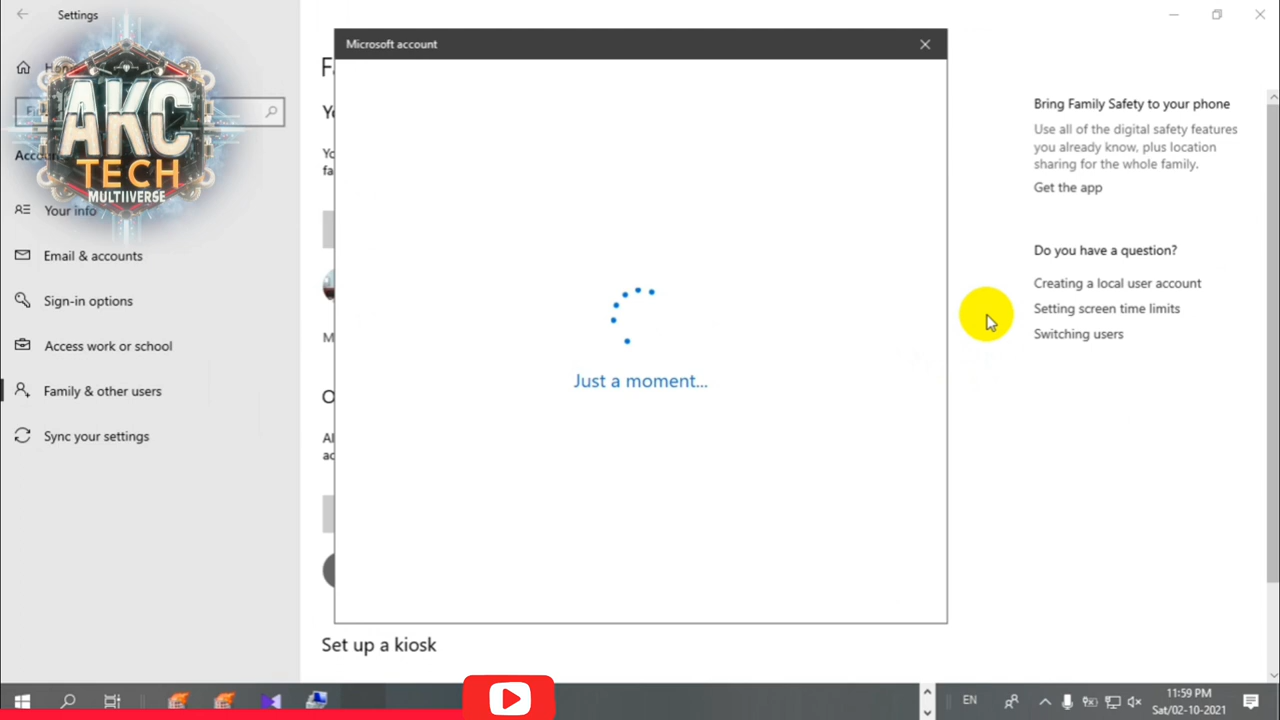 Settings
Microsoft account
AKC
TECH
MULTIIVERSE
Your info
Email & accounts
Sign-in options
Access work or school
Family & other users
Sync your settings
Just a moment...
Set up a kiosk
Bring Family Safety to your phone
Use all of the digital safety features
you already know, plus location
sharing for the whole family.
Get the app
Do you have a question?
Creating a local user account
Setting screen time limits
Switching users
EN
11:59 PM
Sat/02-10-2021